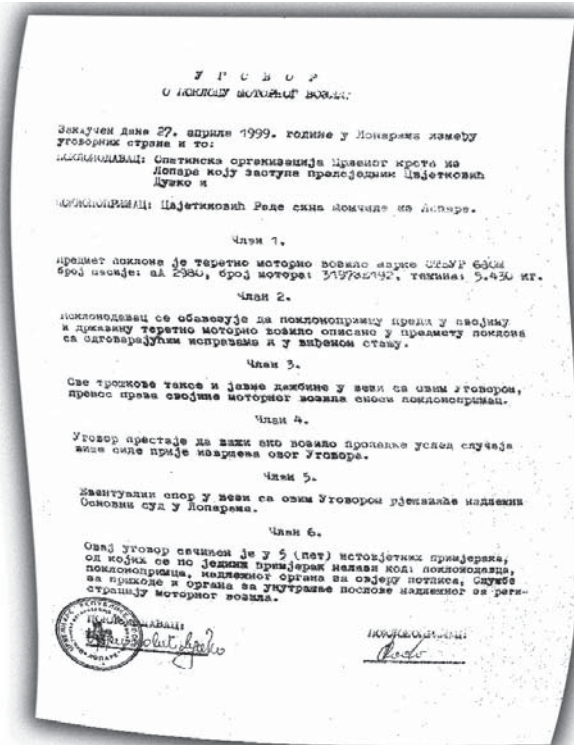 У Г О В О Р
О ПОКЛОНУ МОТОРНОГ ВОЗИЛА
Закључен дана 27. априла 1999. године у Лопарама између
уговорних страна и то:
ПОКЛОНОДАВАЦ: Општинска организација Црвеног крста из
Лопара коју заступа предсједник Цвјетковић
Душко и
ПОКЛОНОПРИМАЦ: Цвјетиновић Раде сина Момчила из Лопара.
Члан 1.
Предмет поклона је теретно моторно возило марке
број шасије: број мотора: тежина: 5.430 кг.
Члан 2.
Поклонодавац се обавезује да поклонопримцу преда у својину
и државину теретно моторно возило описано у предмету поклона
са одговарајућим исправама и у виђеном стању.
Члан 3.
Све трошкове таксе и јавне дажбине у вези са овим Уговором,
пренос права својине моторног возила сноси поклонопримац.
Члан 4.
Уговор престаје да важи ако возило пропадне услед случаја
више силе прије извршења овог Уговора.
Члан 5.
Евентуални спор у вези са овим Уговором рјешаваће надлежни
Основни суд у Лопарама.
Члан 6.
Овај уговор сачињен је у 5 (пет) истовјетних примјерака,
од којих се по један примјерак налази код: поклонодавца,
поклонопримца, надлежног органа за овјеру потписа, Службе
за приходе и органа за унутрашње послове надлежног за реги-
страцију моторног возила.
ПОКЛОНОДАВАЦ:
ПОКЛОНОПРИМАЦ: